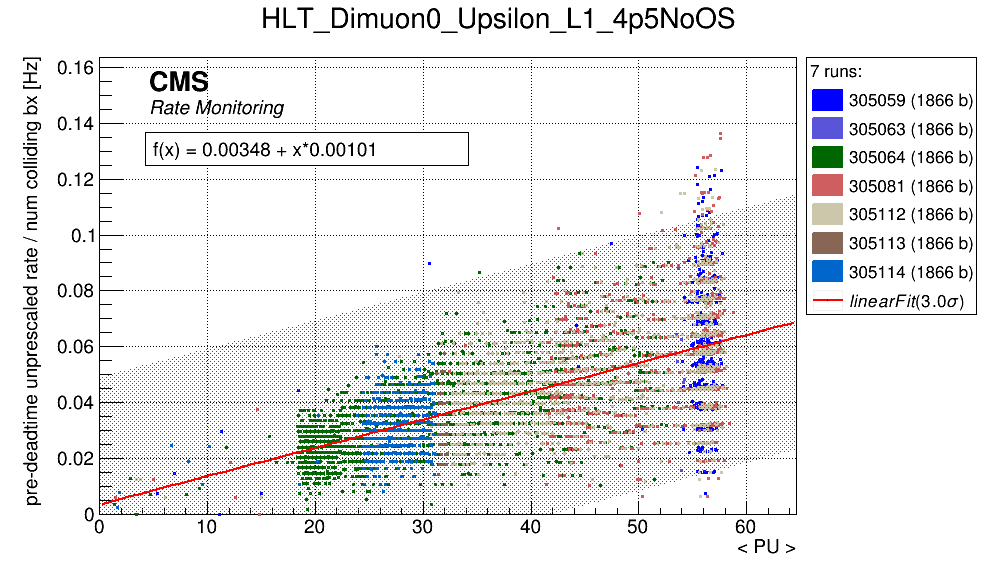 HLT_Dimuon0_Upsilon_L1_4p5NoOS
pre-deadtime unprescaled rate / num colliding bx [Hz]
0.16
0.14
0.12
0.1
0.08
0.06
0.04
0.02
0
CMS
Rate Monitoring
f(x) = 0.00348 + x*0.00101
0 10 20 30 40 50 60
< PU >
7 runs:
305059 (1866 b)
305063 (1866 b)
305064 (1866 b)
305081 (1866 b)
305112 (1866 b)
305113 (1866 b)
305114 (1866 b)
linearFit(3.0σ)